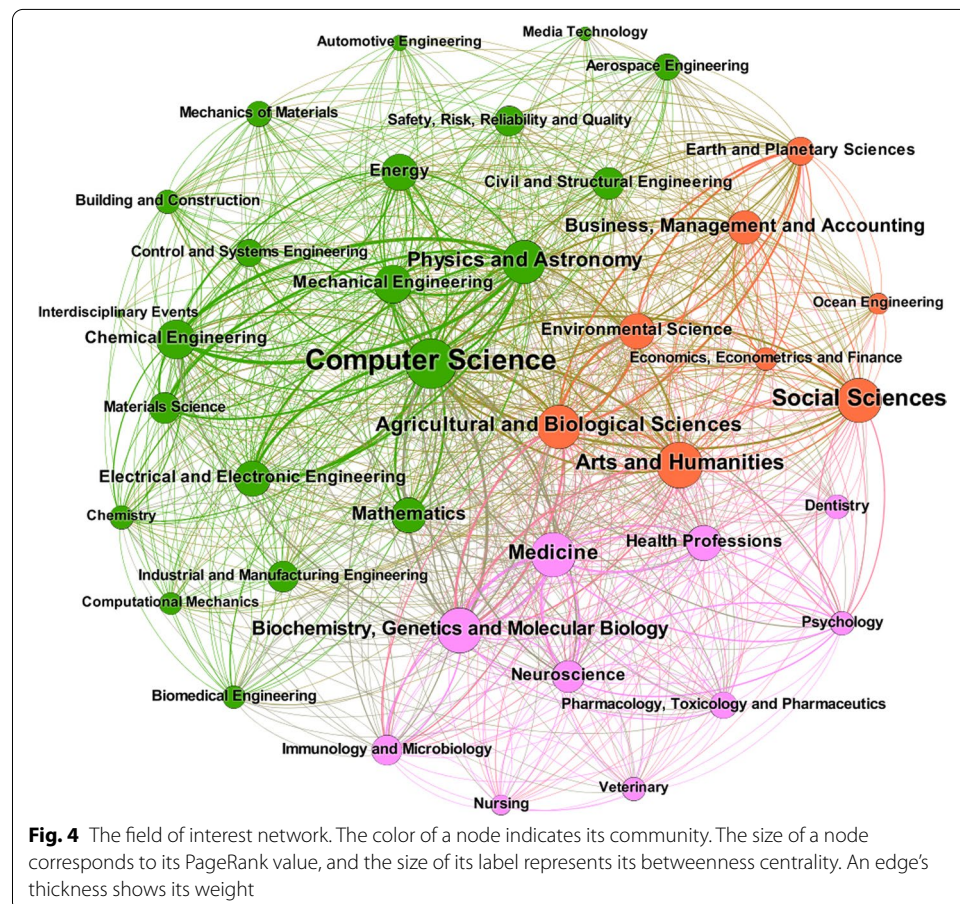 Media Technology
Automotive Engineering
Aerospace Engineering
Mechanics of Materials
Safety, Risk, Reliability and Quality
Earth and Planetary Sciences
Energy
Civil and Structural Engineering
Building and Construction
Business, Management and Accounting
Control and Systems Engineering
Physics and Astronomy
Mechanical Engineering
Ocean Engineering
Interdisciplinary Events
Chemical Engineering
Environmental Science
Computer Science
Economics, Econometrics and Finance
Social Sciences
Materials Science
Agricultural and Biological Sciences
Arts and Humanities
Electrical and Electronic Engineering
Dentistry
Chemistry
Mathematics
Health Professions
Medicine
Industrial and Manufacturing Engineering
Computational Mechanics
Psychology
Biochemistry, Genetics and Molecular Biology
Neuroscience
Biomedical Engineering
Pharmacology, Toxicology and Pharmaceutics
Immunology and Microbiology
Veterinary
Nursing
Fig. 4 The field of interest network. The color of a node indicates its community. The size of a node
corresponds to its PageRank value, and the size of its label represents its betweenness centrality. An edge's
thickness shows its weight